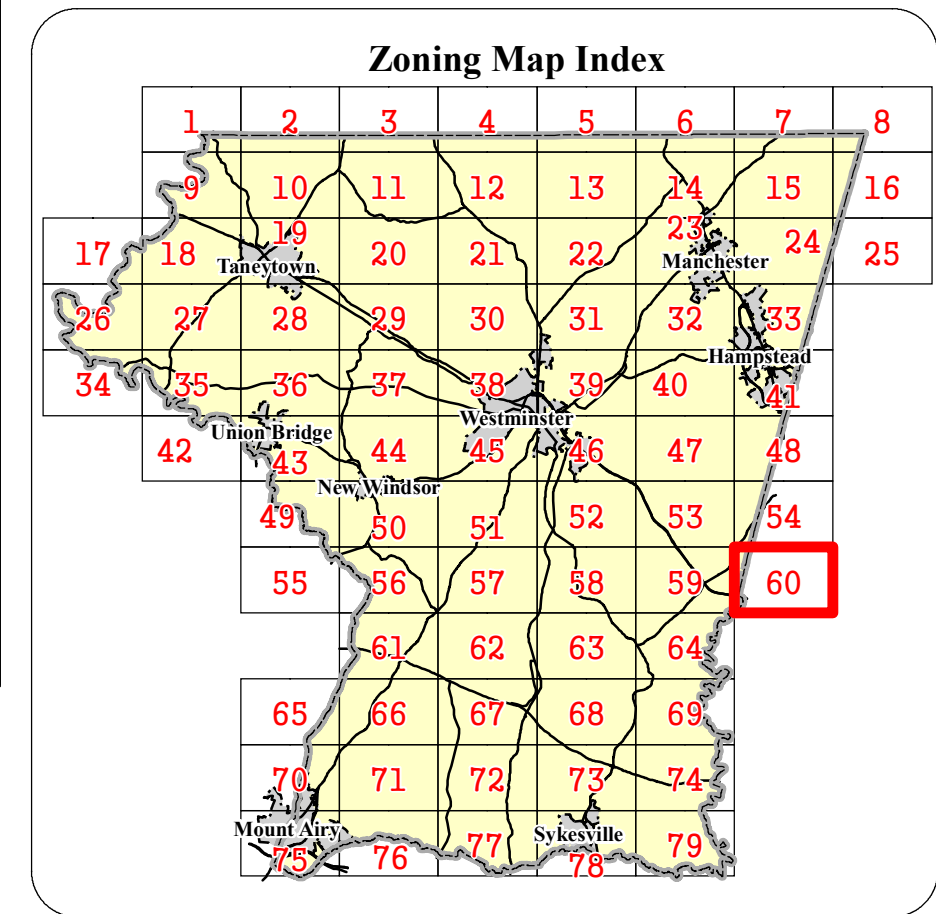 Zoning Map Index
1 2 3 4 5 6 7 8
9 10 11 12 13 14 15 16
17 18 19 20 21 22 23 24 25
Taneytown
Manchester
26 27 28 29 30 31 32 33
Hampstead
34 35 36 37 38 39 40 41
Westminster
Union Bridge
42 43 44 45 46 47 48
New Windsor
49 50 51 52 53 54
55 56 57 58 59 60
61 62 63 64
65 66 67 68 69
70 71 72 73 74
Mount Airy
Sykesville
75 76 77 78 79